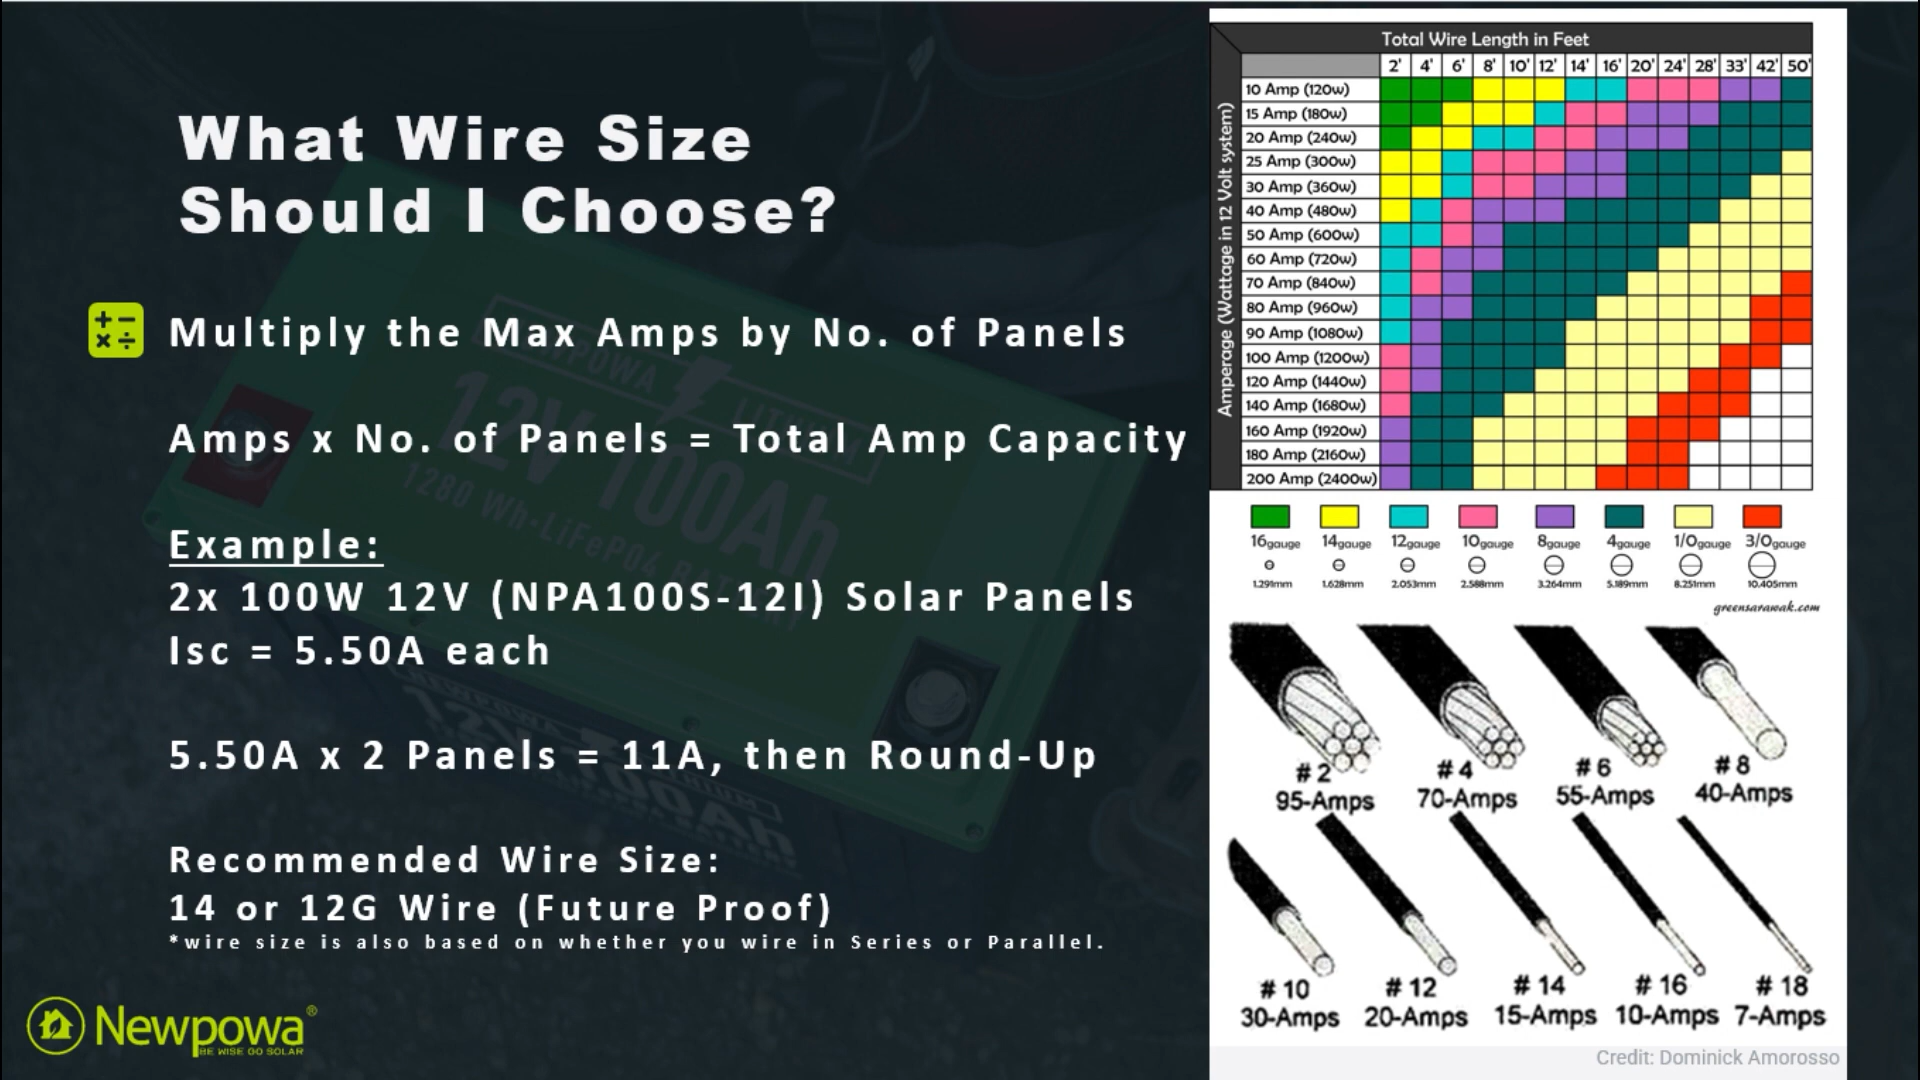 What Wire Size
Should I Choose?
Multiply the Max Amps by No. of Panels
Amps x No. of Panels = Total Amp Capacity
Example:
2x 100W 12V (NPA100S-12I) Solar Panels
Isc = 5.50A each
5.50A x 2 Panels = 11A, then Round-Up
Recommended Wire Size:
14 or 12G Wire (Future Proof)
*wire size is also based on whether you wire in Series or Parallel.
Newpowa®
BE WISE GO SOLAR
12V 100Ah
1280 Wh·LiFePO4
Total Wire Length in Feet
2' 4' 6' 8' 10' 12' 14' 16' 20' 24' 28' 33' 42' 50'
Amperage (Wattage in 12 Volt system)
10 Amp (120w)
15 Amp (180w)
20 Amp (240w)
25 Amp (300w)
30 Amp (360w)
40 Amp (480w)
50 Amp (600w)
60 Amp (720w)
70 Amp (840w)
80 Amp (960w)
90 Amp (1080w)
100 Amp (1200w)
120 Amp (1440w)
140 Amp (1680w)
160 Amp (1920w)
180 Amp (2160w)
200 Amp (2400w)
16gauge 14gauge 12gauge 10gauge 8gauge 4gauge 1/0gauge 3/0gauge
1.291mm 1.628mm 2.053mm 2.588mm 3.264mm 5.189mm 8.251mm 10.405mm
greensarawak.com
# 2 # 4 # 6 # 8
95-Amps 70-Amps 55-Amps 40-Amps
# 10 # 12 # 14 # 16 # 18
30-Amps 20-Amps 15-Amps 10-Amps 7-Amps
Credit: Dominick Amorosso